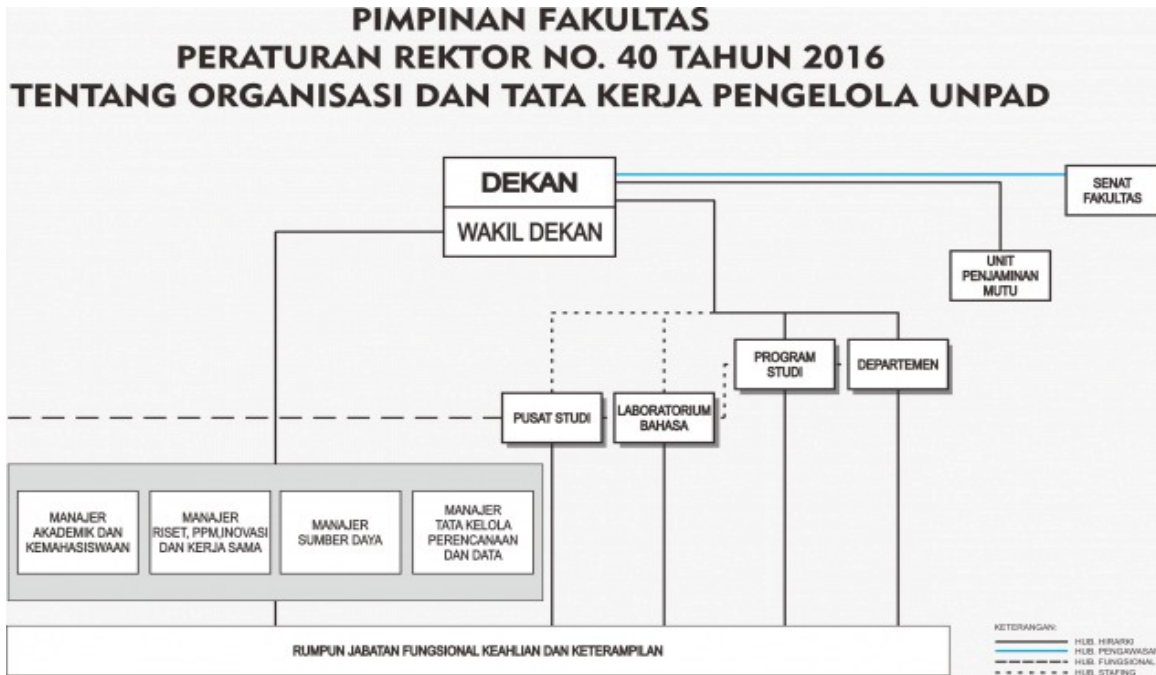 PIMPINAN FAKULTAS
PERATURAN REKTOR NO. 40 TAHUN 2016
TENTANG ORGANISASI DAN TATA KERJA PENGELOLA UNPAD
DEKAN
WAKIL DEKAN
SENAT
FAKULTAS
UNIT
PENJAMINAN
MUTU
PROGRAM
STUDI
DEPARTEMEN
PUSAT STUDI
LABORATORIUM
BAHASA
MANAJER
AKADEMIK DAN
KEMAHASISWAAN
MANAJER
RISET, PPM,INOVASI
DAN KERJA SAMA
MANAJER
SUMBER DAYA
MANAJER
TATA KELOLA
PERENCANAAN
DAN DATA
RUMPUN JABATAN FUNGSIONAL KEAHLIAN DAN KETERAMPILAN
KETERANGAN:
HUB. HIRARKI
HUB. PENGAWASAN
HUB. FUNGSIONAL
HUB. STAFING